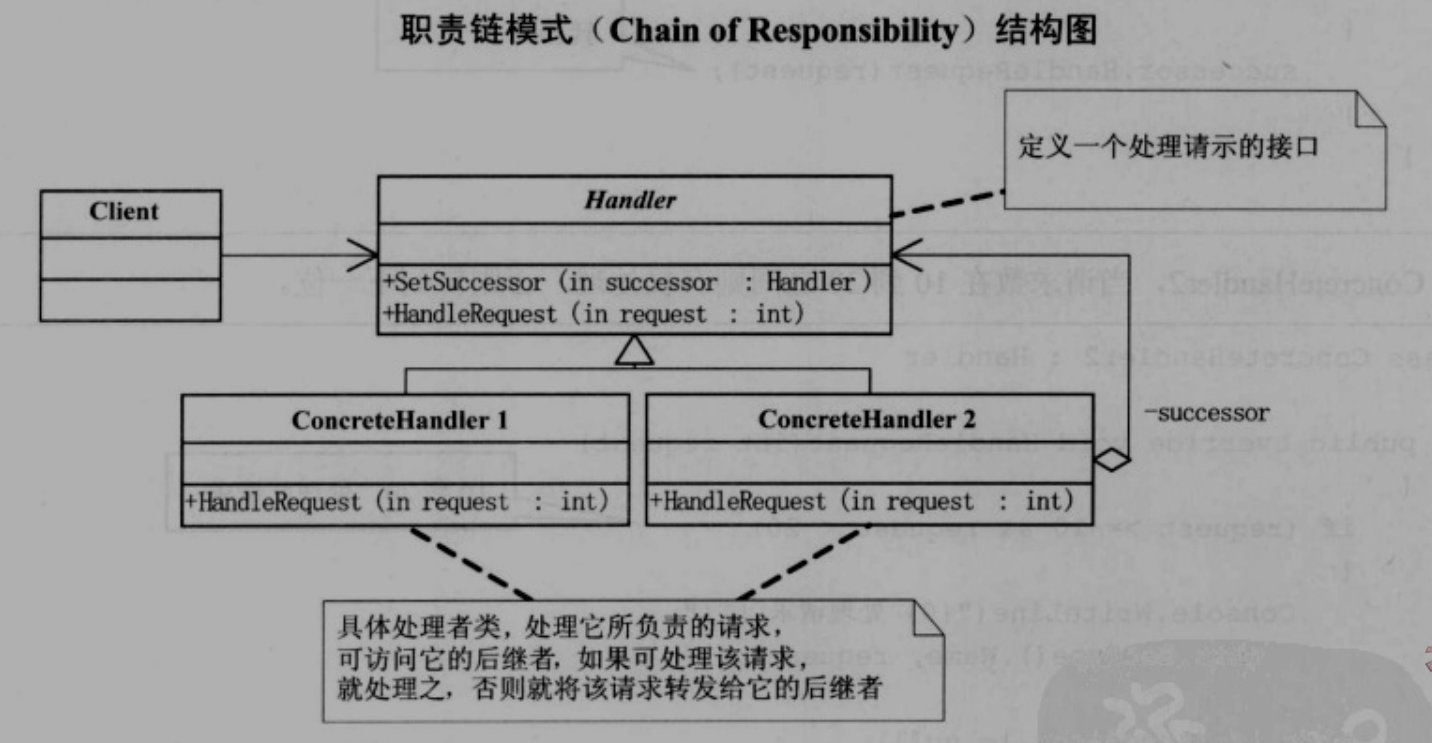 职责链模式（Chain of Responsibility）结构图
定义一个处理请示的接口
Client
Handler
+SetSuccessor (in successor : Handler)
+HandleRequest (in request : int)
ConcreteHandler 1
+HandleRequest (in request : int)
ConcreteHandler 2
+HandleRequest (in request : int)
-successor
具体处理者类，处理它所负责的请求，
可访问它的后继者，如果可处理该请求，
就处理之，否则就将该请求转发给它的后继者